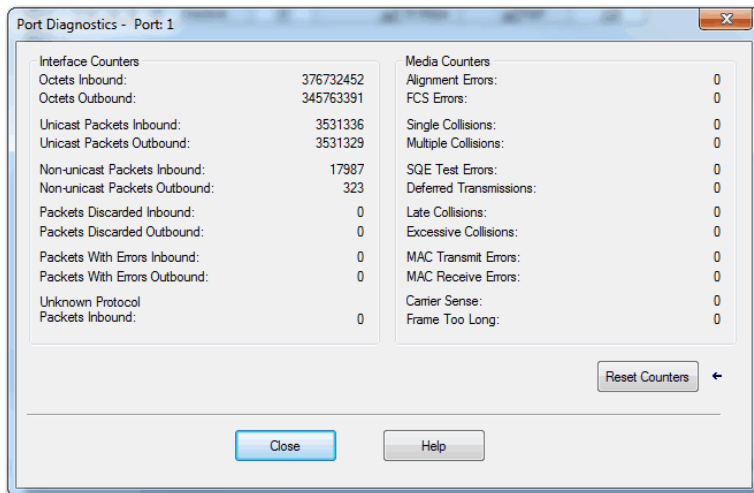 Port Diagnostics - Port: 1
Interface Counters
Octets Inbound: 376732452
Octets Outbound: 345763391
Unicast Packets Inbound: 3531336
Unicast Packets Outbound: 3531329
Non-unicast Packets Inbound: 17987
Non-unicast Packets Outbound: 323
Packets Discarded Inbound: 0
Packets Discarded Outbound: 0
Packets With Errors Inbound: 0
Packets With Errors Outbound: 0
Unknown Protocol
Packets Inbound: 0
Media Counters
Alignment Errors: 0
FCS Errors: 0
Single Collisions: 0
Multiple Collisions: 0
SQE Test Errors: 0
Deferred Transmissions: 0
Late Collisions: 0
Excessive Collisions: 0
MAC Transmit Errors: 0
MAC Receive Errors: 0
Carrier Sense: 0
Frame Too Long: 0
Reset Counters
Close
Help